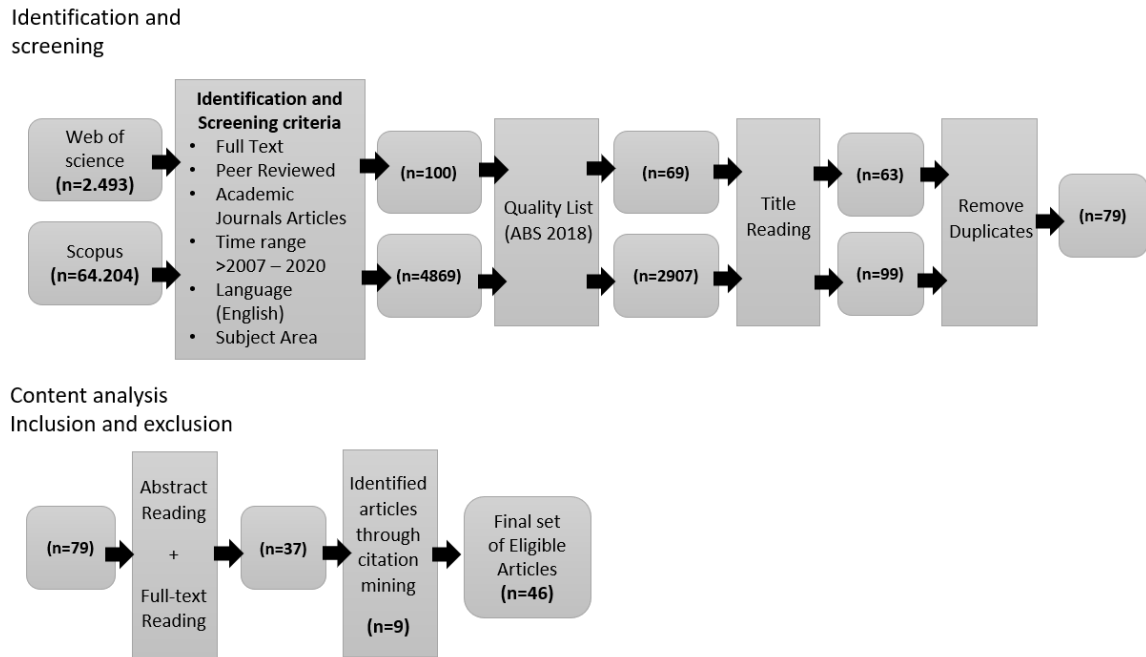 Identification and
screening
Web of
science
(n=2.493)
Scopus
(n=64.204)
Identification and
Screening criteria
• Full Text
• Peer Reviewed
• Academic
Journals Articles
• Time range
>2007 – 2020
• Language
(English)
• Subject Area
(n=100)
(n=4869)
Quality List
(ABS 2018)
(n=69)
(n=2907)
Title
Reading
(n=63)
(n=99)
Remove
Duplicates
(n=79)
Content analysis
Inclusion and exclusion
(n=79)
Abstract
Reading
+
Full-text
Reading
(n=37)
Identified
articles
through
citation
mining
(n=9)
Final set
of Eligible
Articles
(n=46)